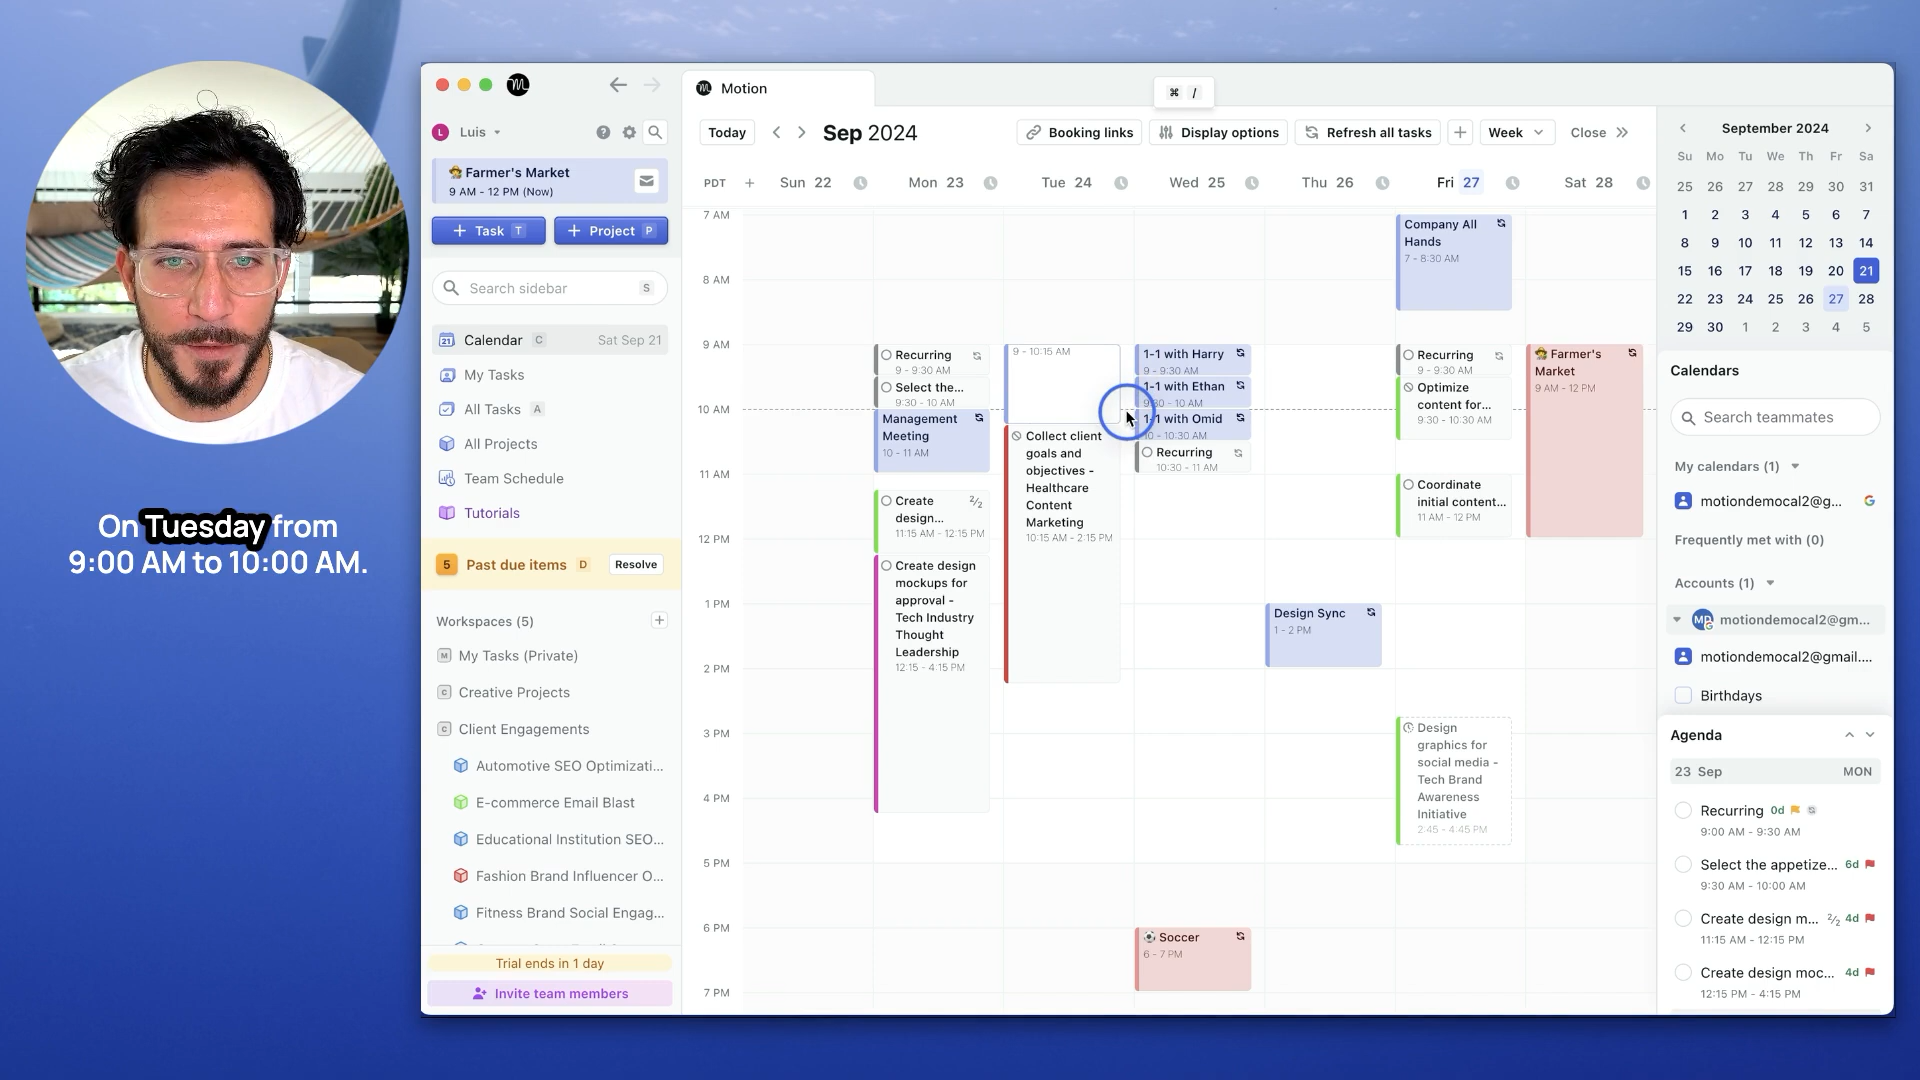 On Tuesday from
9:00 AM to 10:00 AM.
Luis
Farmer's Market
9 AM - 12 PM (Now)
+ Task T
+ Project P
Search sidebar S
Calendar C Sat Sep 21
My Tasks
All Tasks A
All Projects
Team Schedule
Tutorials
5 Past due items D Resolve
Workspaces (5)
M My Tasks (Private)
C Creative Projects
C Client Engagements
Automotive SEO Optimizati...
E-commerce Email Blast
Educational Institution SEO...
Fashion Brand Influencer O...
Fitness Brand Social Engag...
Trial ends in 1 day
Invite team members
Motion
⌘ /
Today
Sep 2024
Booking links
Display options
Refresh all tasks
Week
Close
PDT
Sun 22
Mon 23
Tue 24
Wed 25
Thu 26
Fri 27
Sat 28
7 AM
8 AM
9 AM
10 AM
11 AM
12 PM
1 PM
2 PM
3 PM
4 PM
5 PM
6 PM
7 PM
Recurring
9 - 9:30 AM
Select the...
9:30 - 10 AM
Management
Meeting
10 - 11 AM
Create 2/2
design...
11:15 AM - 12:15 PM
Create design
mockups for
approval -
Tech Industry
Thought
Leadership
12:15 - 4:15 PM
9 - 10:15 AM
Collect client
goals and
objectives -
Healthcare
Content
Marketing
10:15 AM - 2:15 PM
1-1 with Harry
9 - 9:30 AM
1-1 with Ethan
9:30 - 10 AM
1-1 with Omid
10 - 10:30 AM
Recurring
10:30 - 11 AM
Soccer
6 - 7 PM
Design Sync
1 - 2 PM
Company All
Hands
7 - 8:30 AM
Recurring
9 - 9:30 AM
Optimize
content for...
9:30 - 10:30 AM
Coordinate
initial content...
11 AM - 12 PM
Design
graphics for
social media -
Tech Brand
Awareness
Initiative
2:45 - 4:45 PM
Farmer's
Market
9 AM - 12 PM
September 2024
Su Mo Tu We Th Fr Sa
25 26 27 28 29 30 31
1 2 3 4 5 6 7
8 9 10 11 12 13 14
15 16 17 18 19 20 21
22 23 24 25 26 27 28
29 30 1 2 3 4 5
Calendars
Search teammates
My calendars (1)
motiondemocal2@g...
Frequently met with (0)
Accounts (1)
motiondemocal2@gm...
motiondemocal2@gmail....
Birthdays
Agenda
23 Sep MON
Recurring 0d
9:00 AM - 9:30 AM
Select the appetize... 6d
9:30 AM - 10:00 AM
Create design m... 2/2 4d
11:15 AM - 12:15 PM
Create design moc... 4d
12:15 PM - 4:15 PM